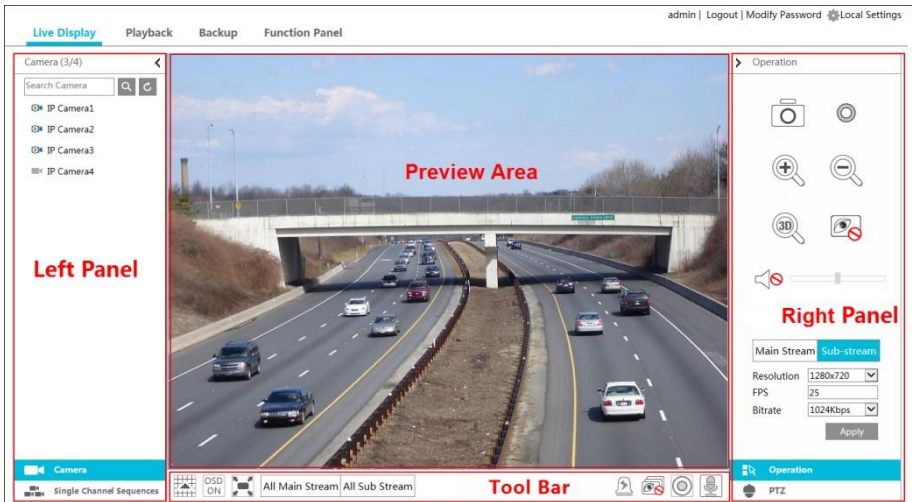 admin | Logout | Modify Password Local Settings
Live Display Playback Backup Function Panel
Camera (3/4)
Search Camera
IP Camera1
IP Camera2
IP Camera3
IP Camera4
Left Panel
Camera
Single Channel Sequences
Preview Area
OSD
ON
All Main Stream All Sub Stream
Tool Bar
Operation
3D
Right Panel
Main Stream Sub-stream
Resolution 1280x720
FPS 25
Bitrate 1024Kbps
Apply
Operation
PTZ